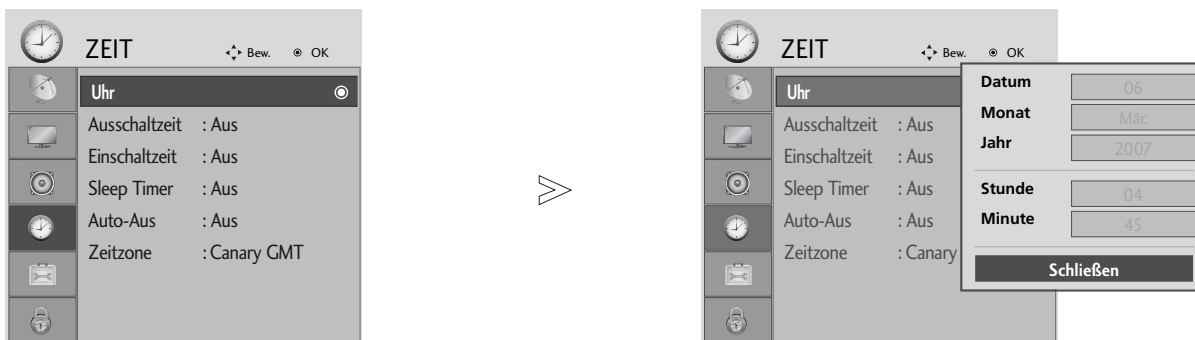 ZEIT Bew. OK
Uhr
Ausschaltzeit : Aus
Einschaltzeit : Aus
Sleep Timer : Aus
Auto-Aus : Aus
Zeitzone : Canary GMT
ZEIT Bew. OK
Uhr
Ausschaltzeit : Aus
Einschaltzeit : Aus
Sleep Timer : Aus
Auto-Aus : Aus
Zeitzone : Canary
Datum 06
Monat Mär.
Jahr 2007
Stunde 04
Minute 45
Schließen